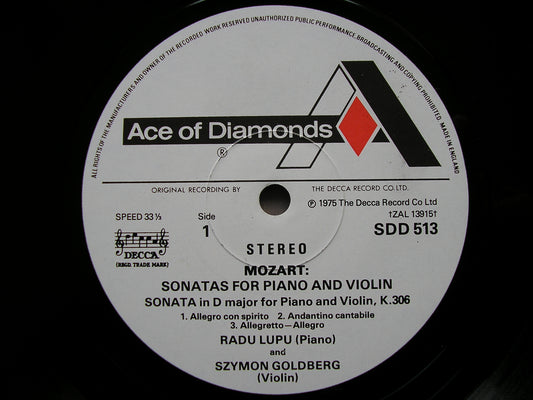 ALL RIGHTS OF THE MANUFACTURERS AND OWNER OF THE RECORDED WORK RESERVED UNAUTHORIZED PUBLIC PERFORMANCE, BROADCASTING AND COPYING PROHIBITED. MADE IN ENGLAND
Ace of Diamonds
®
ORIGINAL RECORDING BY THE DECCA RECORD CO LTD.
℗ 1975 The Decca Record Co Ltd
SPEED 33⅓ Side †ZAL 13915†
1 SDD 513
DECCA
(REGD. TRADE MARK)
STEREO
MOZART:
SONATAS FOR PIANO AND VIOLIN
SONATA in D major for Piano and Violin, K.306
1. Allegro con spirito 2. Andantino cantabile
3. Allegretto—Allegro
RADU LUPU (Piano)
and
SZYMON GOLDBERG
(Violin)